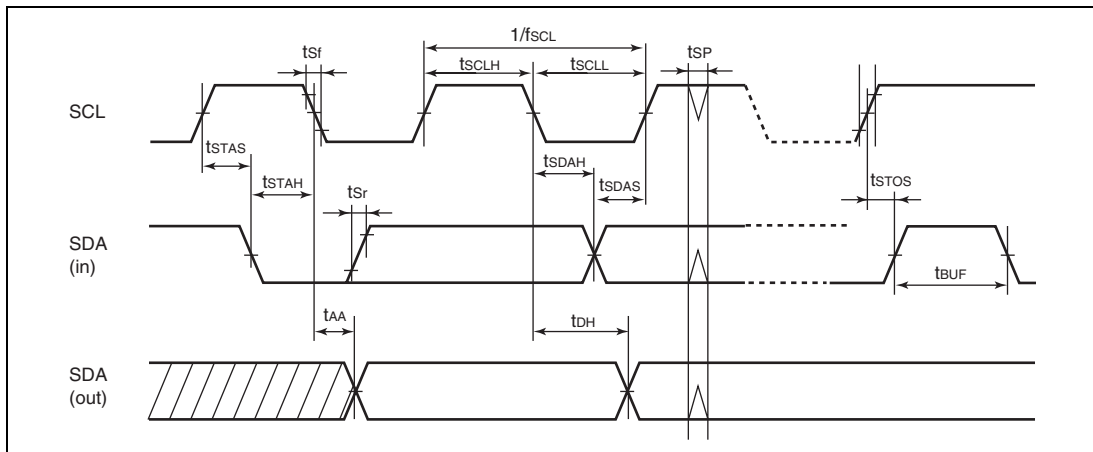 1/fSCL
tSf
tSCLH
tSCLL
tSP
SCL
tSTAS
tSTAH
tSr
tSDAH
tSDAS
tSTOS
SDA
(in)
tBUF
tAA
tDH
SDA
(out)